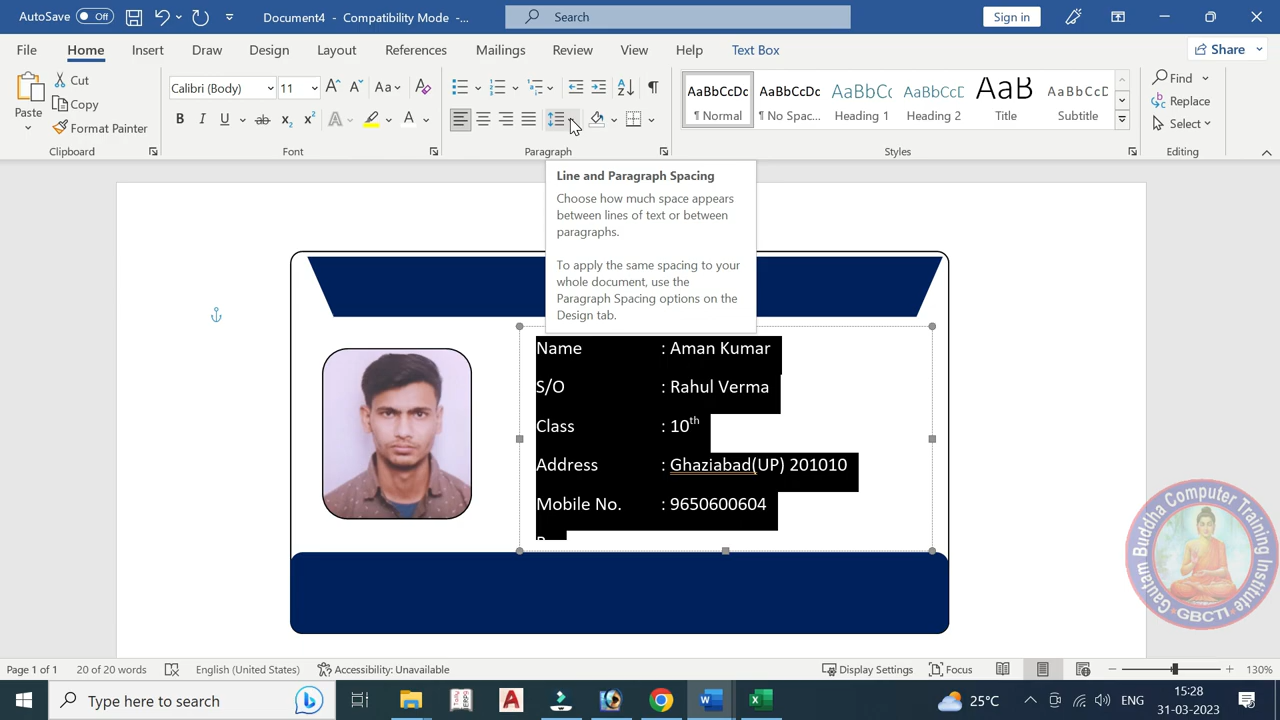 AutoSave Off Document4 - Compatibility Mode -... Search Sign in
File Home Insert Draw Design Layout References Mailings Review View Help Text Box Share
Paste Cut
Copy
Format Painter
Clipboard
Calibri (Body) 11
Font
Paragraph
AaBbCcDc AaBbCcDc AaBbCc AaBbCcC AaB AaBbCcD
¶ Normal ¶ No Spac... Heading 1 Heading 2 Title Subtitle
Styles
Find
Replace
Select
Editing
Line and Paragraph Spacing
Choose how much space appears
between lines of text or between
paragraphs.
To apply the same spacing to your
whole document, use the
Paragraph Spacing options on the
Design tab.
Name : Aman Kumar
S/O : Rahul Verma
Class : 10th
Address : Ghaziabad(UP) 201010
Mobile No. : 9650600604
Gautam Buddha Computer Training Institute
GBCTI
Page 1 of 1 20 of 20 words English (United States) Accessibility: Unavailable Display Settings Focus 130%
Type here to search 25°C ENG 15:28
31-03-2023